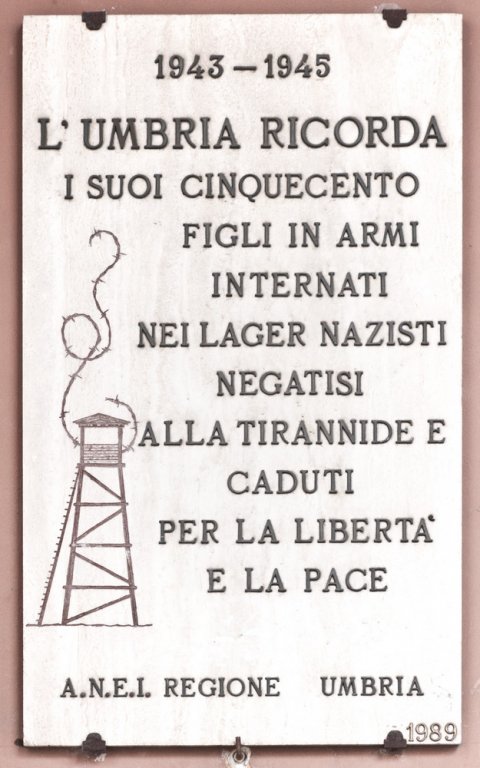 1943 – 1945
L' UMBRIA RICORDA
I SUOI CINQUECENTO
FIGLI IN ARMI
INTERNATI
NEI LAGER NAZISTI
NEGATISI
ALLA TIRANNIDE E
CADUTI
PER LA LIBERTA'
E LA PACE
A.N.E.I. REGIONE UMBRIA
1989